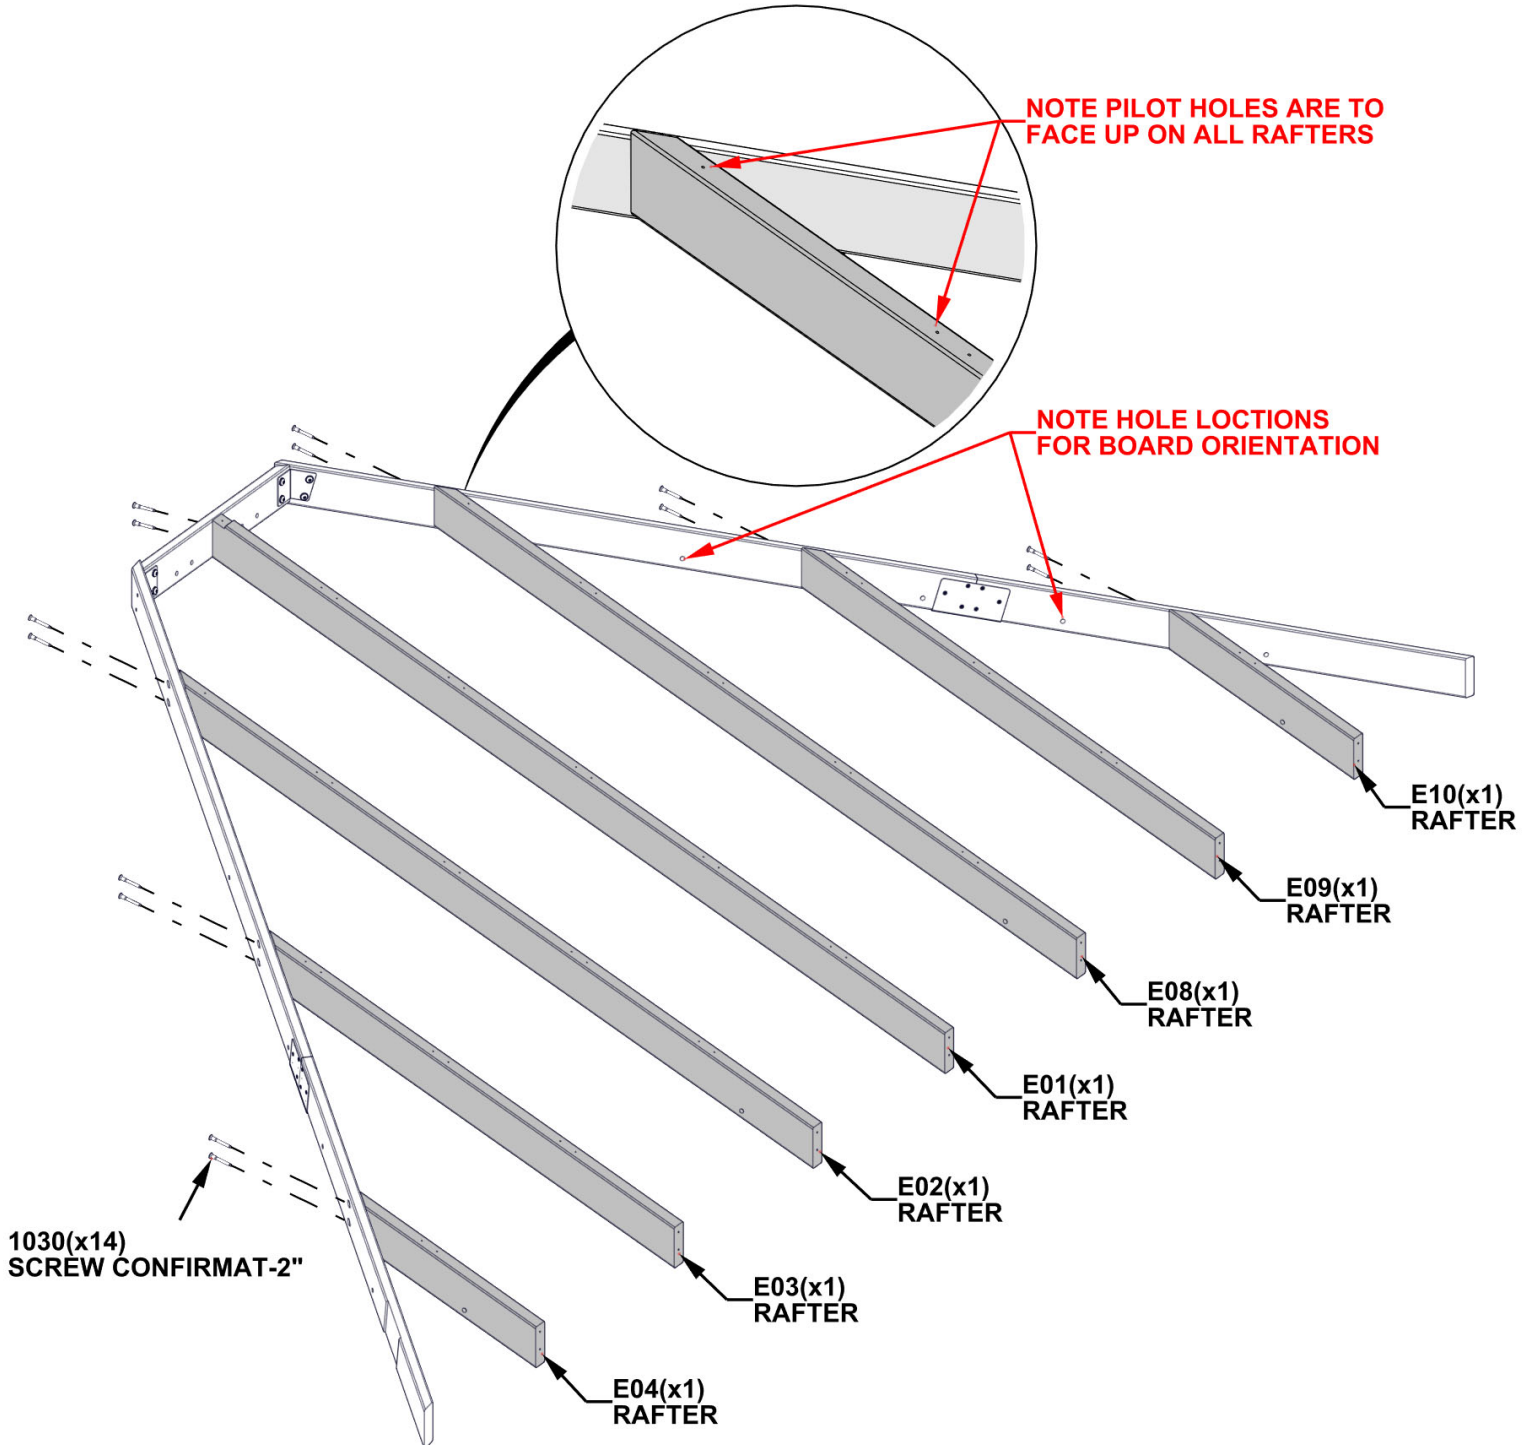 NOTE PILOT HOLES ARE TO
FACE UP ON ALL RAFTERS
NOTE HOLE LOCTIONS
FOR BOARD ORIENTATION
E10(x1)
RAFTER
E09(x1)
RAFTER
E08(x1)
RAFTER
E01(x1)
RAFTER
E02(x1)
RAFTER
E03(x1)
RAFTER
E04(x1)
RAFTER
1030(x14)
SCREW CONFIRMAT-2"